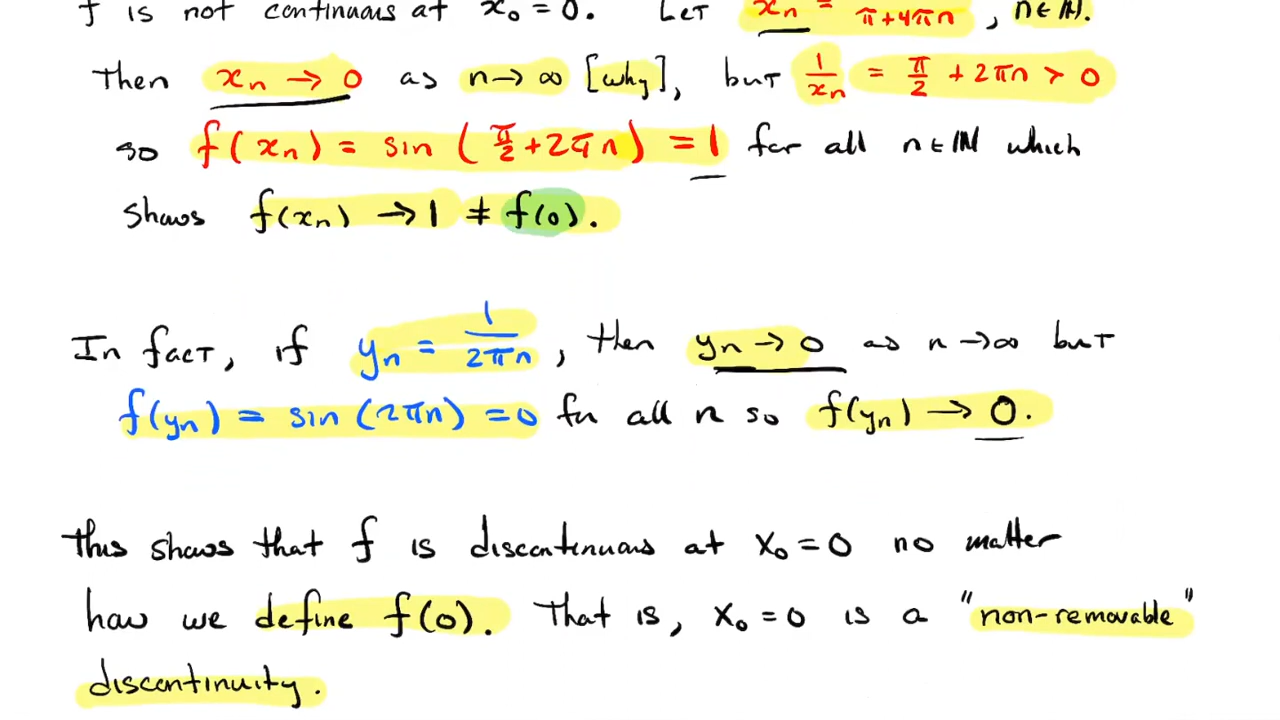 f is not continuous at x₀ = 0. Let xₙ = /π+4πn , n∈ℕ.
Then xₙ → 0 as n→∞ [why], but 1/xₙ = π/2 + 2πn > 0
so f(xₙ) = sin (π/2+2πn) = 1 for all n∈ℕ which
shows f(xₙ) → 1 ≠ f(0).
In fact, if yₙ = 1/2πn , then yₙ → 0 as n→∞ but
f(yₙ) = sin (2πn) = 0 for all n so f(yₙ) → 0.
This shows that f is discontinuous at x₀ = 0 no matter
how we define f(0). That is, x₀ = 0 is a "non-removable"
discontinuity.